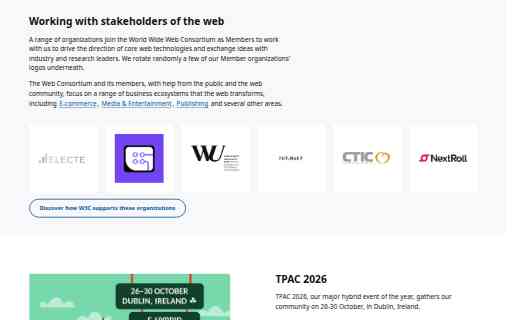 Working with stakeholders of the web
A range of organizations join the World Wide Web Consortium as Members to work
with us to drive the direction of core web technologies and exchange ideas with
industry and research leaders. We rotate randomly a few of our Member organizations'
logos underneath.
The Web Consortium and its members, with help from the public and the web
community, focus on a range of business ecosystems that the web transforms,
including E-commerce, Media & Entertainment, Publishing and several other areas.
ELECTE
WU
CTIC
NextRoll
Discover how W3C supports these organizations
26–30 OCTOBER
DUBLIN, IRELAND
TPAC 2026
TPAC 2026, our major hybrid event of the year, gathers our
community on 26-30 October, in Dublin, Ireland.